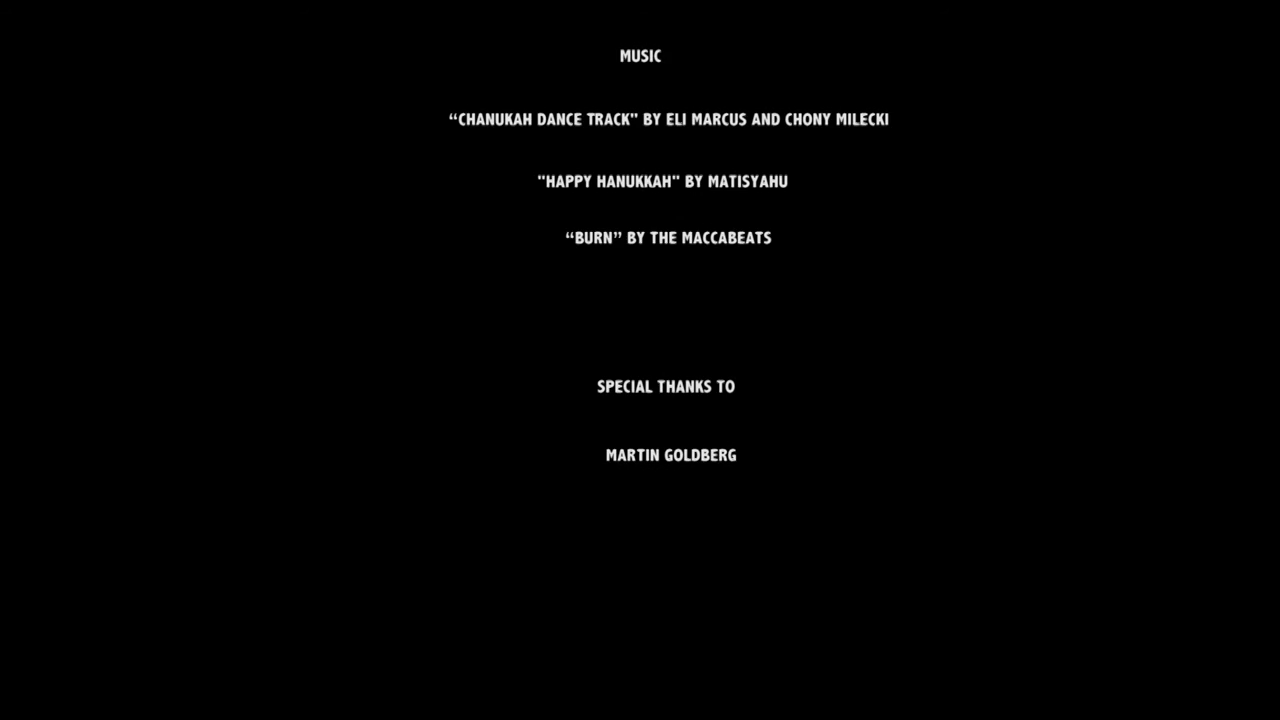 MUSIC
“CHANUKAH DANCE TRACK" BY ELI MARCUS AND CHONY MILECKI
"HAPPY HANUKKAH" BY MATISYAHU
“BURN” BY THE MACCABEATS
SPECIAL THANKS TO
MARTIN GOLDBERG